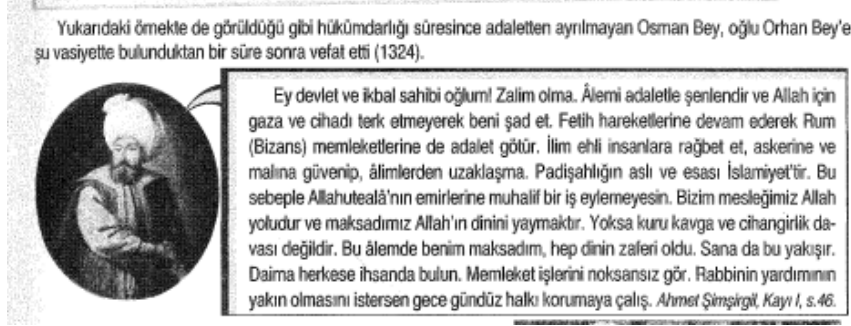 Yukarıdaki örnekte de görüldüğü gibi hükümdarlığı süresince adaletten ayrılmayan Osman Bey, oğlu Orhan Bey'e
şu vasiyette bulunduktan bir süre sonra vefat etti (1324).
Ey devlet ve ikbal sahibi oğlum! Zalim olma. Âlemi adaletle şenlendir ve Allah için
gaza ve cihadı terk etmeyerek beni şad et. Fetih hareketlerine devam ederek Rum
(Bizans) memleketlerine de adalet götür. İlim ehli insanlara rağbet et, askerine ve
malına güvenip, âlimlerden uzaklaşma. Padişahlığın aslı ve esası İslamiyet'tir. Bu
sebeple Allahutealâ'nın emirlerine muhalif bir iş eylemeyesin. Bizim mesleğimiz Allah
yoludur ve maksadımız Allah'ın dinini yaymaktır. Yoksa kuru kavga ve cihangirlik da-
vası değildir. Bu âlemde benim maksadım, hep dinin zaferi oldu. Sana da bu yakışır.
Daima herkese ihsanda bulun. Memleket işlerini noksansız gör. Rabbinin yardımının
yakın olmasını istersen gece gündüz halkı korumaya çalış. Ahmet Şimşirgil, Kayı I, s.46.